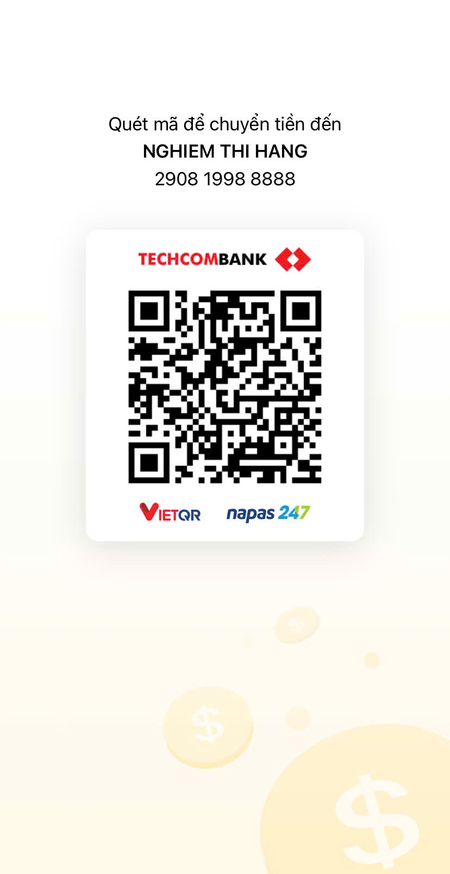 Quét mã để chuyển tiền đến
NGHIEM THI HANG
2908 1998 8888
TECHCOMBANK
VIETQR napas 247
$
$
$